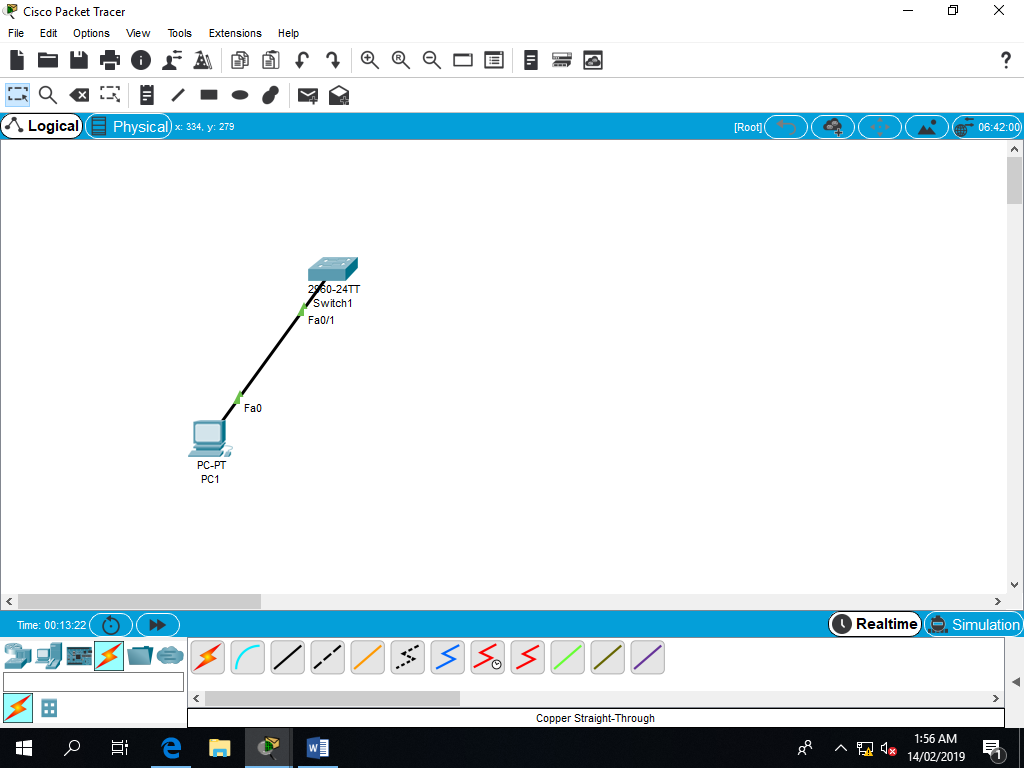 Cisco Packet Tracer
File Edit Options View Tools Extensions Help
Logical Physical x: 334, y: 279 [Root] 06:42:00
2960-24TT
Switch1
Fa0/1
Fa0
PC-PT
PC1
Time: 00:13:22 Realtime Simulation
Copper Straight-Through
1:56 AM
14/02/2019
1